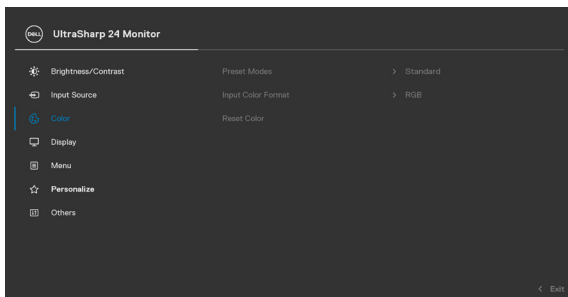 DELL UltraSharp 24 Monitor
Brightness/Contrast Preset Modes > Standard
Input Source Input Color Format > RGB
Color Reset Color
Display
Menu
Personalize
Others
< Exit